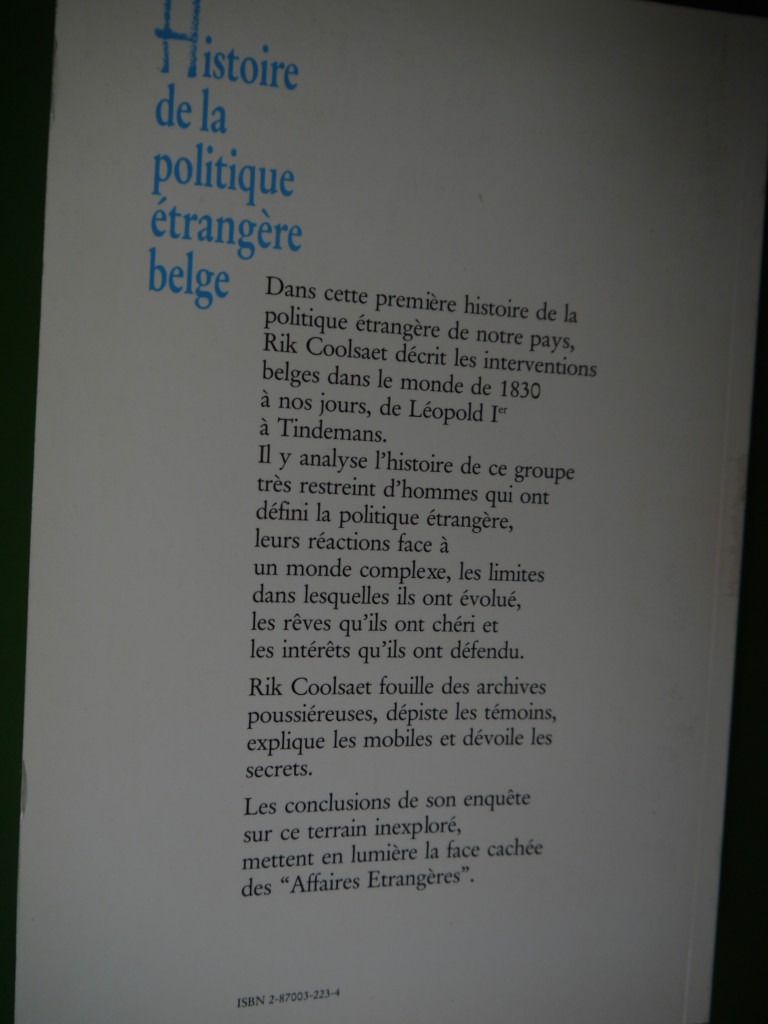 Histoire
de la
politique
étrangère
belge
Dans cette première histoire de la
politique étrangère de notre pays,
Rik Coolsaet décrit les interventions
belges dans le monde de 1830
à nos jours, de Léopold Ier
à Tindemans.
Il y analyse l'histoire de ce groupe
très restreint d'hommes qui ont
défini la politique étrangère,
leurs réactions face à
un monde complexe, les limites
dans lesquelles ils ont évolué,
les rêves qu'ils ont chéri et
les intérêts qu'ils ont défendu.
Rik Coolsaet fouille des archives
poussiéreuses, dépiste les témoins,
explique les mobiles et dévoile les
secrets.
Les conclusions de son enquête
sur ce terrain inexploré,
mettent en lumière la face cachée
des "Affaires Etrangères".
ISBN 2-87003-223-4